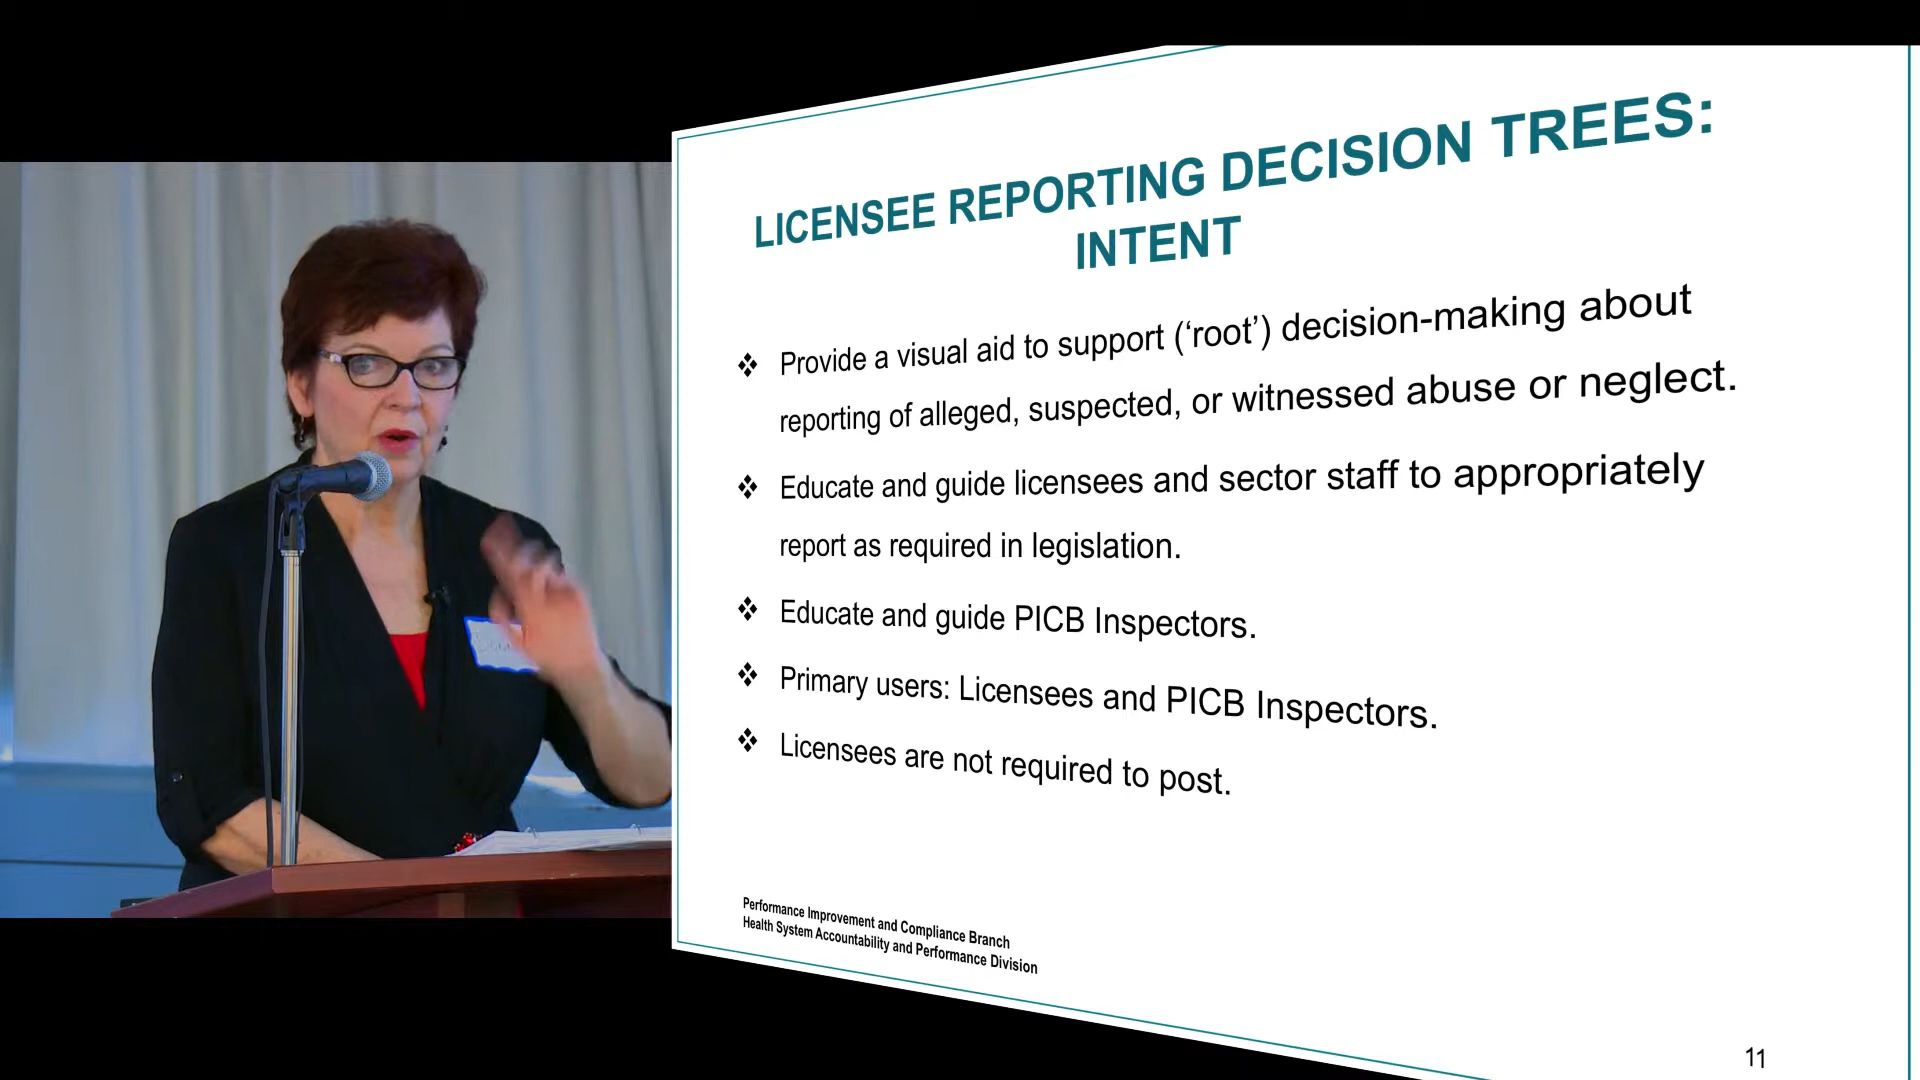 LICENSEE REPORTING DECISION TREES:
INTENT
❖ Provide a visual aid to support (‘root’) decision-making about
reporting of alleged, suspected, or witnessed abuse or neglect.
❖ Educate and guide licensees and sector staff to appropriately
report as required in legislation.
❖ Educate and guide PICB Inspectors.
❖ Primary users: Licensees and PICB Inspectors.
❖ Licensees are not required to post.
Performance Improvement and Compliance Branch
Health System Accountability and Performance Division
11